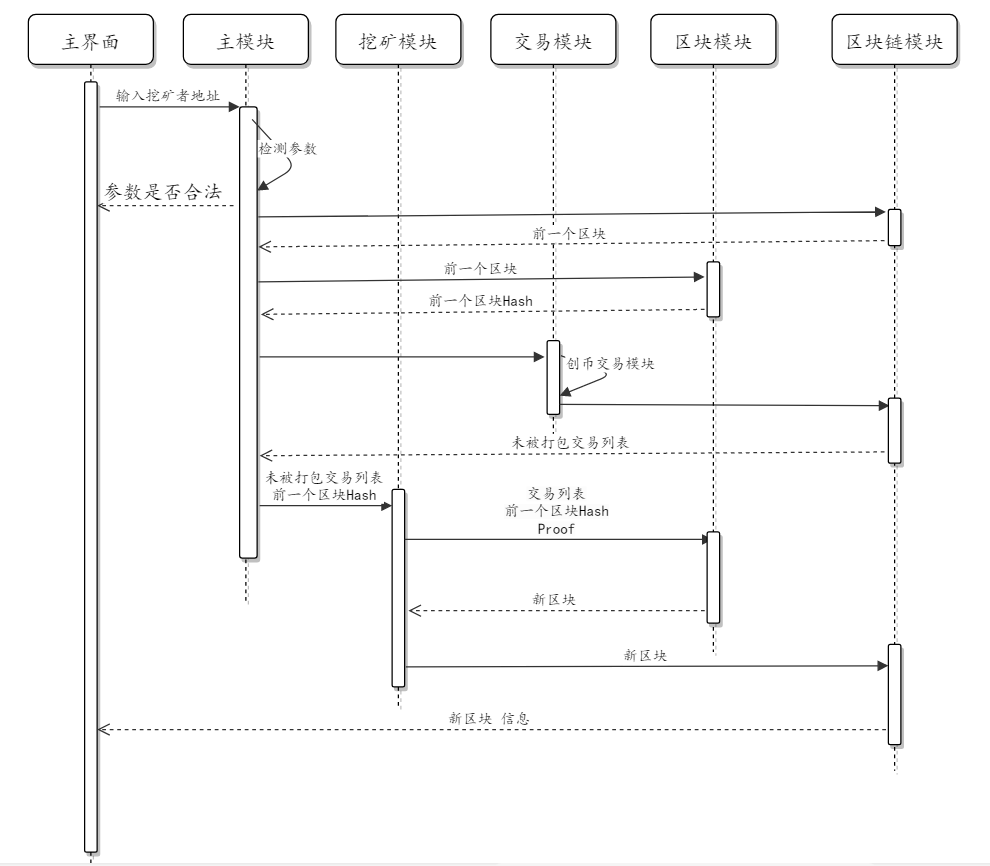 主界面
主模块
挖矿模块
交易模块
区块模块
区块链模块
输入挖矿者地址
检测参数
参数是否合法
前一个区块
前一个区块
前一个区块Hash
创币交易模块
未被打包交易列表
未被打包交易列表
前一个区块Hash
交易列表
前一个区块Hash
Proof
新区块
新区块
新区块 信息